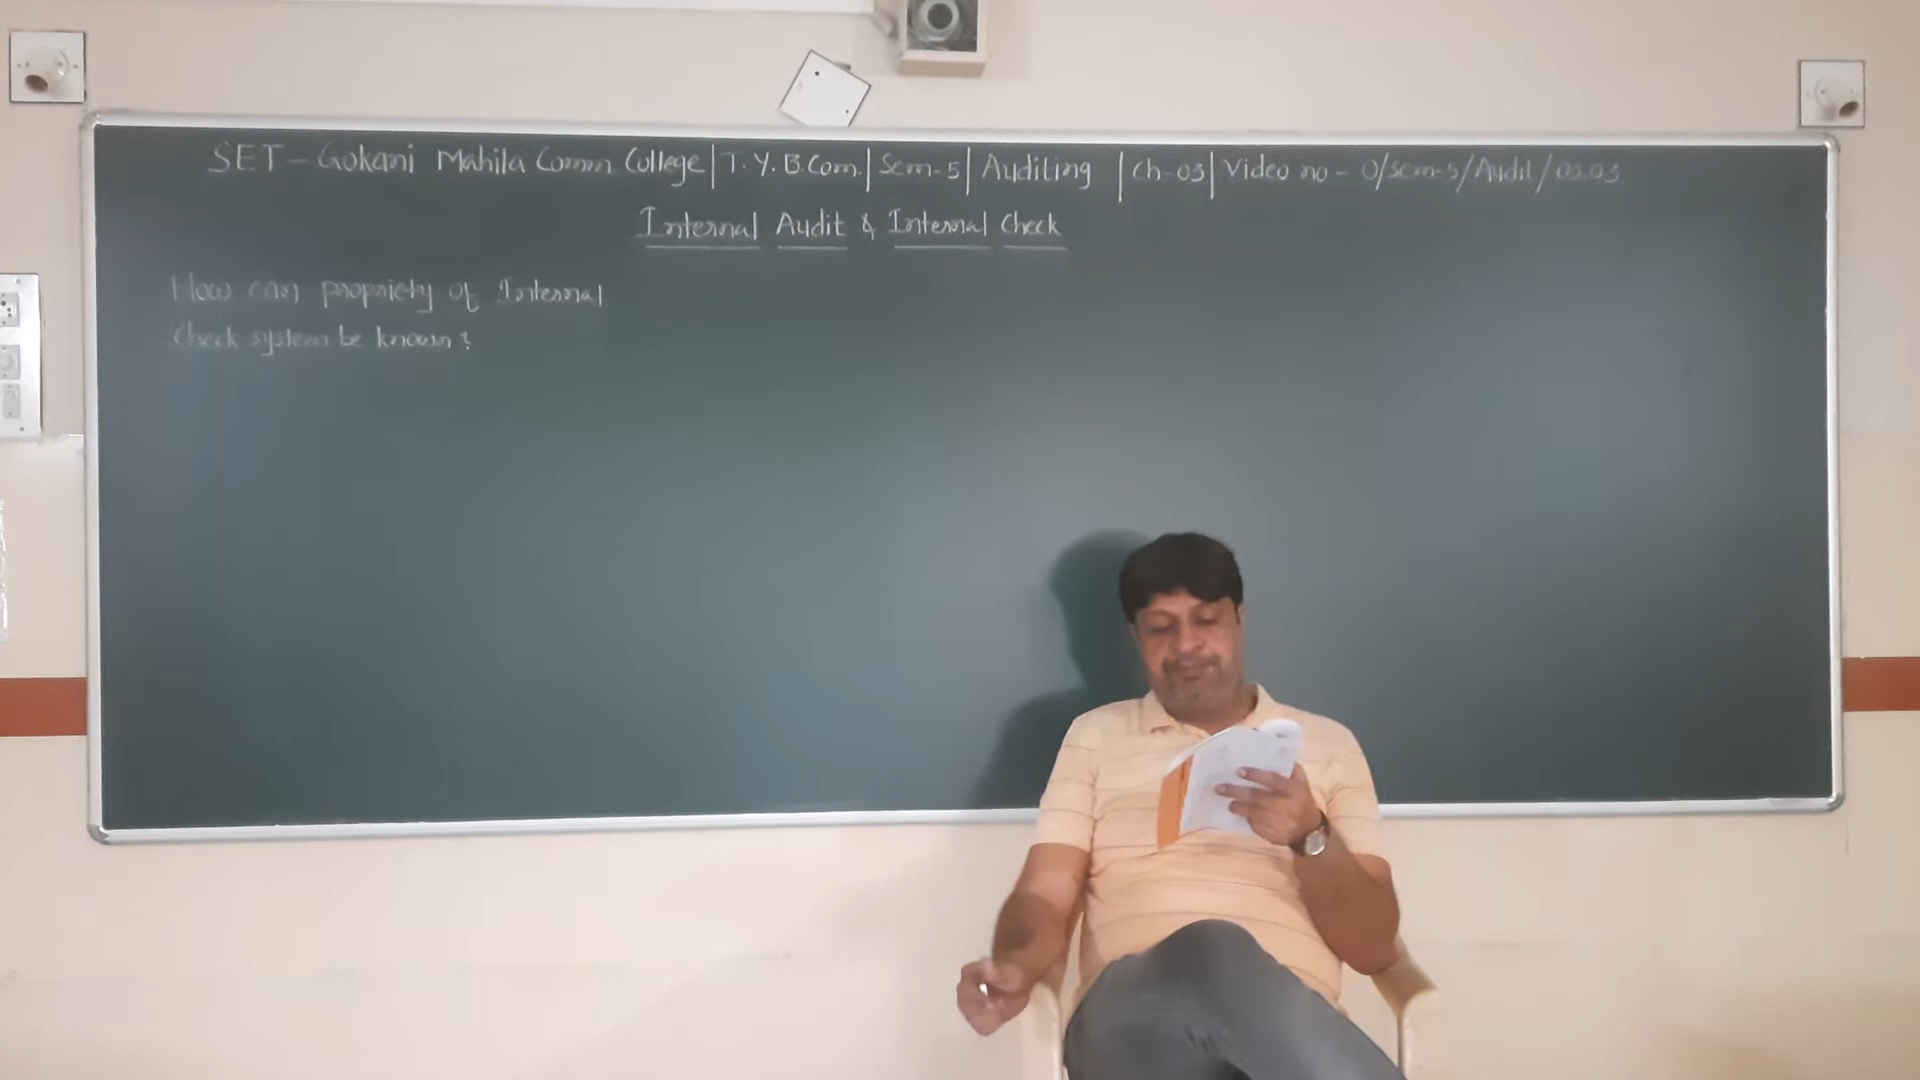 SET - Gokani Mahila Comm. College | T. Y. B.Com. | Sem-5 | Auditing | Ch-03 | Video no - 0/sem-5/Audit/03.03
Internal Audit & Internal Check
How can propriety of Internal
Check system be known?